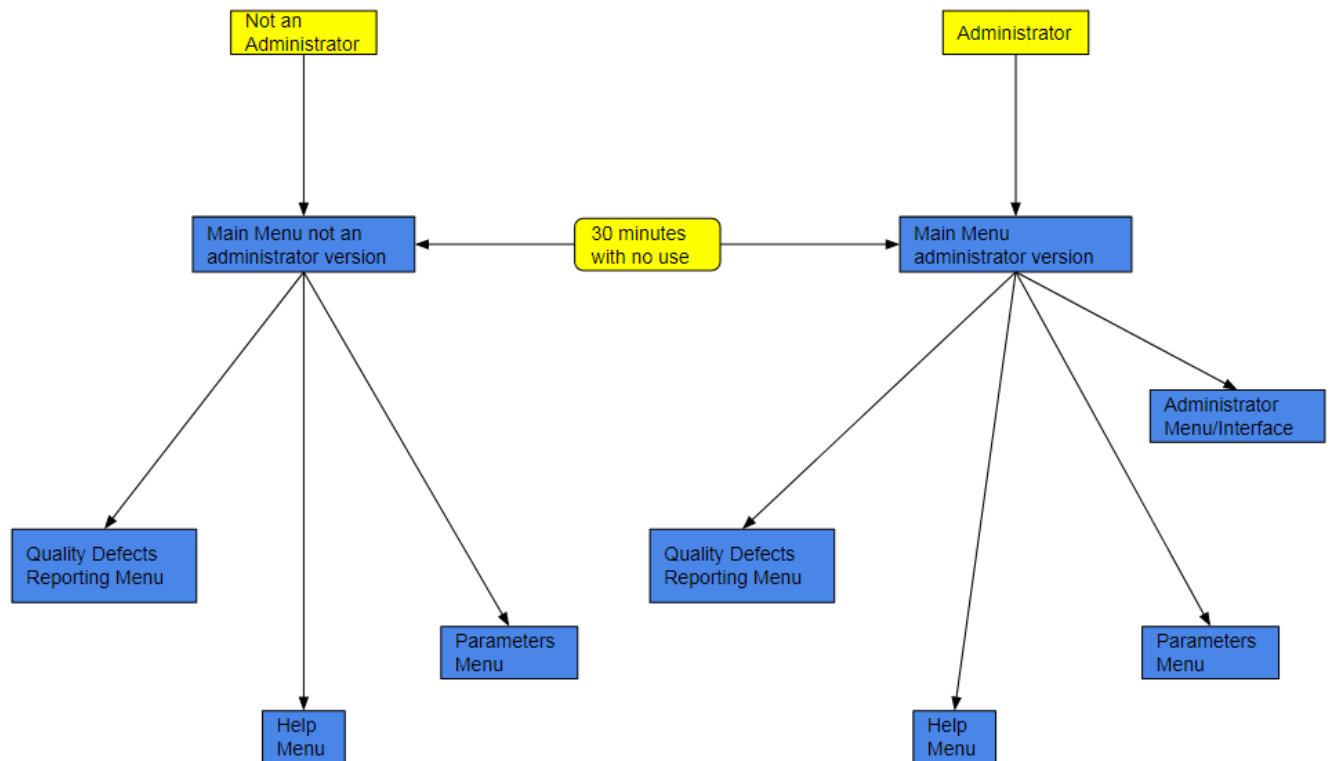 Not an
Administrator
Administrator
Main Menu not an
administrator version
30 minutes
with no use
Main Menu
administrator version
Administrator
Menu/Interface
Quality Defects
Reporting Menu
Quality Defects
Reporting Menu
Parameters
Menu
Parameters
Menu
Help
Menu
Help
Menu